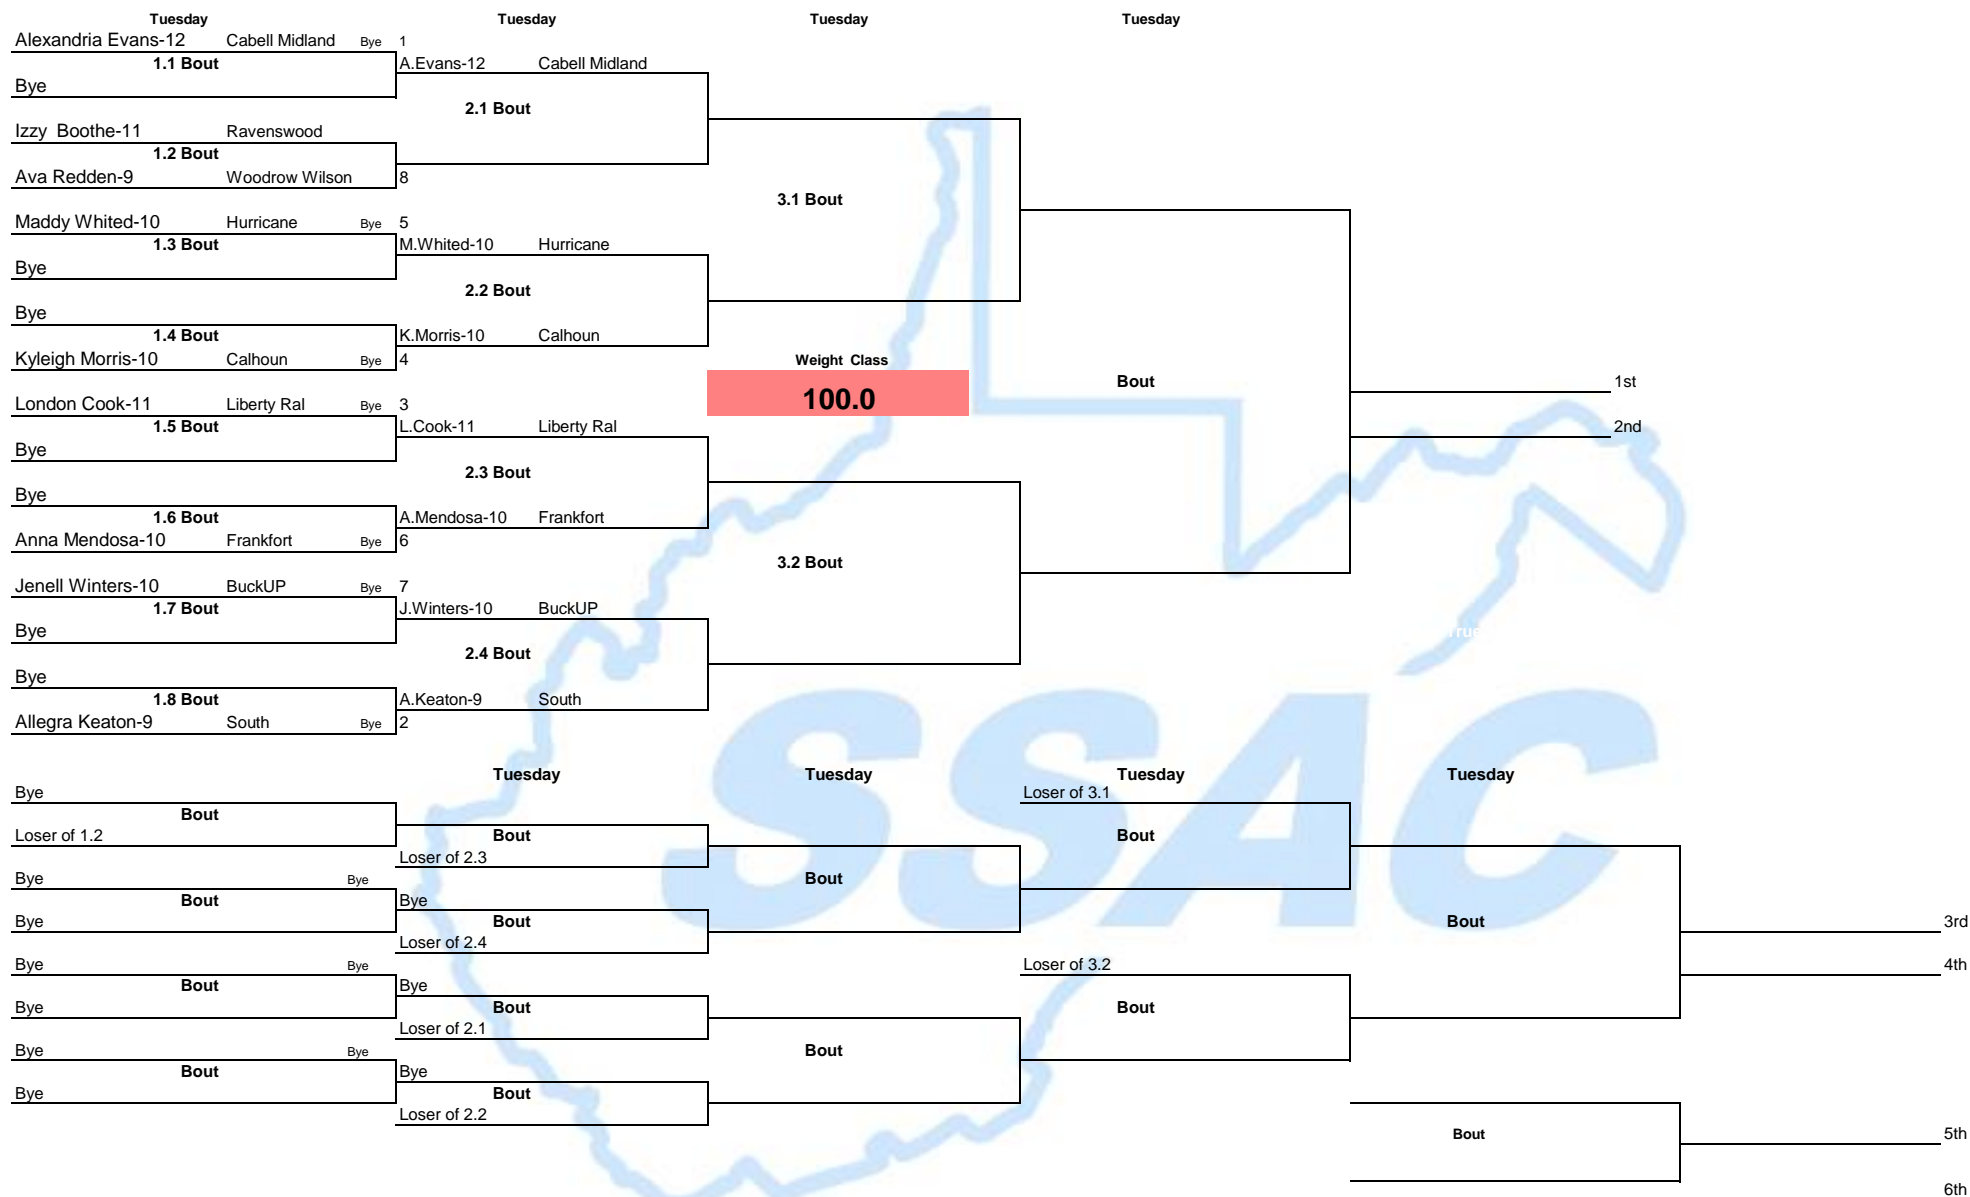 Tuesday Tuesday Tuesday Tuesday
Alexandria Evans-12 Cabell Midland Bye 1
1.1 Bout A.Evans-12 Cabell Midland
Bye
2.1 Bout
Izzy Boothe-11 Ravenswood
1.2 Bout
Ava Redden-9 Woodrow Wilson 8
3.1 Bout
Maddy Whited-10 Hurricane Bye 5
1.3 Bout M.Whited-10 Hurricane
Bye
2.2 Bout
Bye
1.4 Bout K.Morris-10 Calhoun
Kyleigh Morris-10 Calhoun Bye 4 Weight Class
Bout 1st
100.0
London Cook-11 Liberty Ral Bye 3
1.5 Bout L.Cook-11 Liberty Ral 2nd
Bye
2.3 Bout
Bye
1.6 Bout A.Mendosa-10 Frankfort
Anna Mendosa-10 Frankfort Bye 6
3.2 Bout
Jenell Winters-10 BuckUP Bye 7
1.7 Bout J.Winters-10 BuckUP
Bye True
2.4 Bout
Bye
1.8 Bout A.Keaton-9 South
Allegra Keaton-9 South Bye 2
SSAC
Tuesday Tuesday Tuesday Tuesday
Bye Loser of 3.1
Bout
Loser of 1.2 Bout Bout
Loser of 2.3
Bye Bye Bout
Bout Bye
Bye Bout Bout 3rd
Loser of 2.4
Bye Bye Loser of 3.2 4th
Bout Bye
Bye Bout Bout
Loser of 2.1
Bye Bye Bout
Bout Bye
Bye Bout
Loser of 2.2
Bout 5th
6th